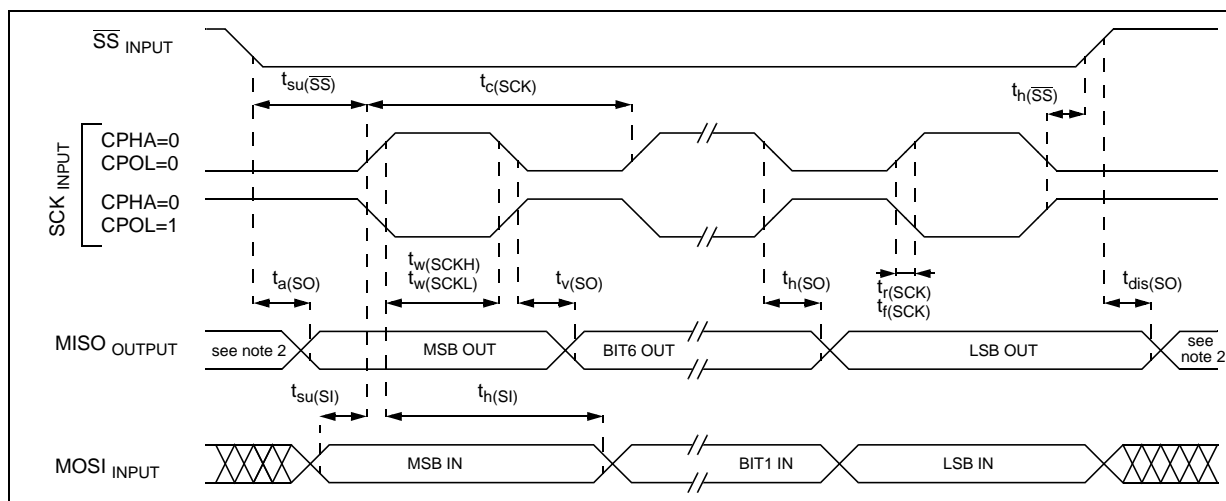 SS INPUT
tsu(SS)
tc(SCK)
th(SS)
SCK INPUT
CPHA=0
CPOL=0
CPHA=0
CPOL=1
ta(SO)
tw(SCKH)
tw(SCKL)
tv(SO)
th(SO)
tr(SCK)
tf(SCK)
tdis(SO)
MISO OUTPUT
see note 2
MSB OUT
BIT6 OUT
LSB OUT
see
note 2
tsu(SI)
th(SI)
MOSI INPUT
MSB IN
BIT1 IN
LSB IN